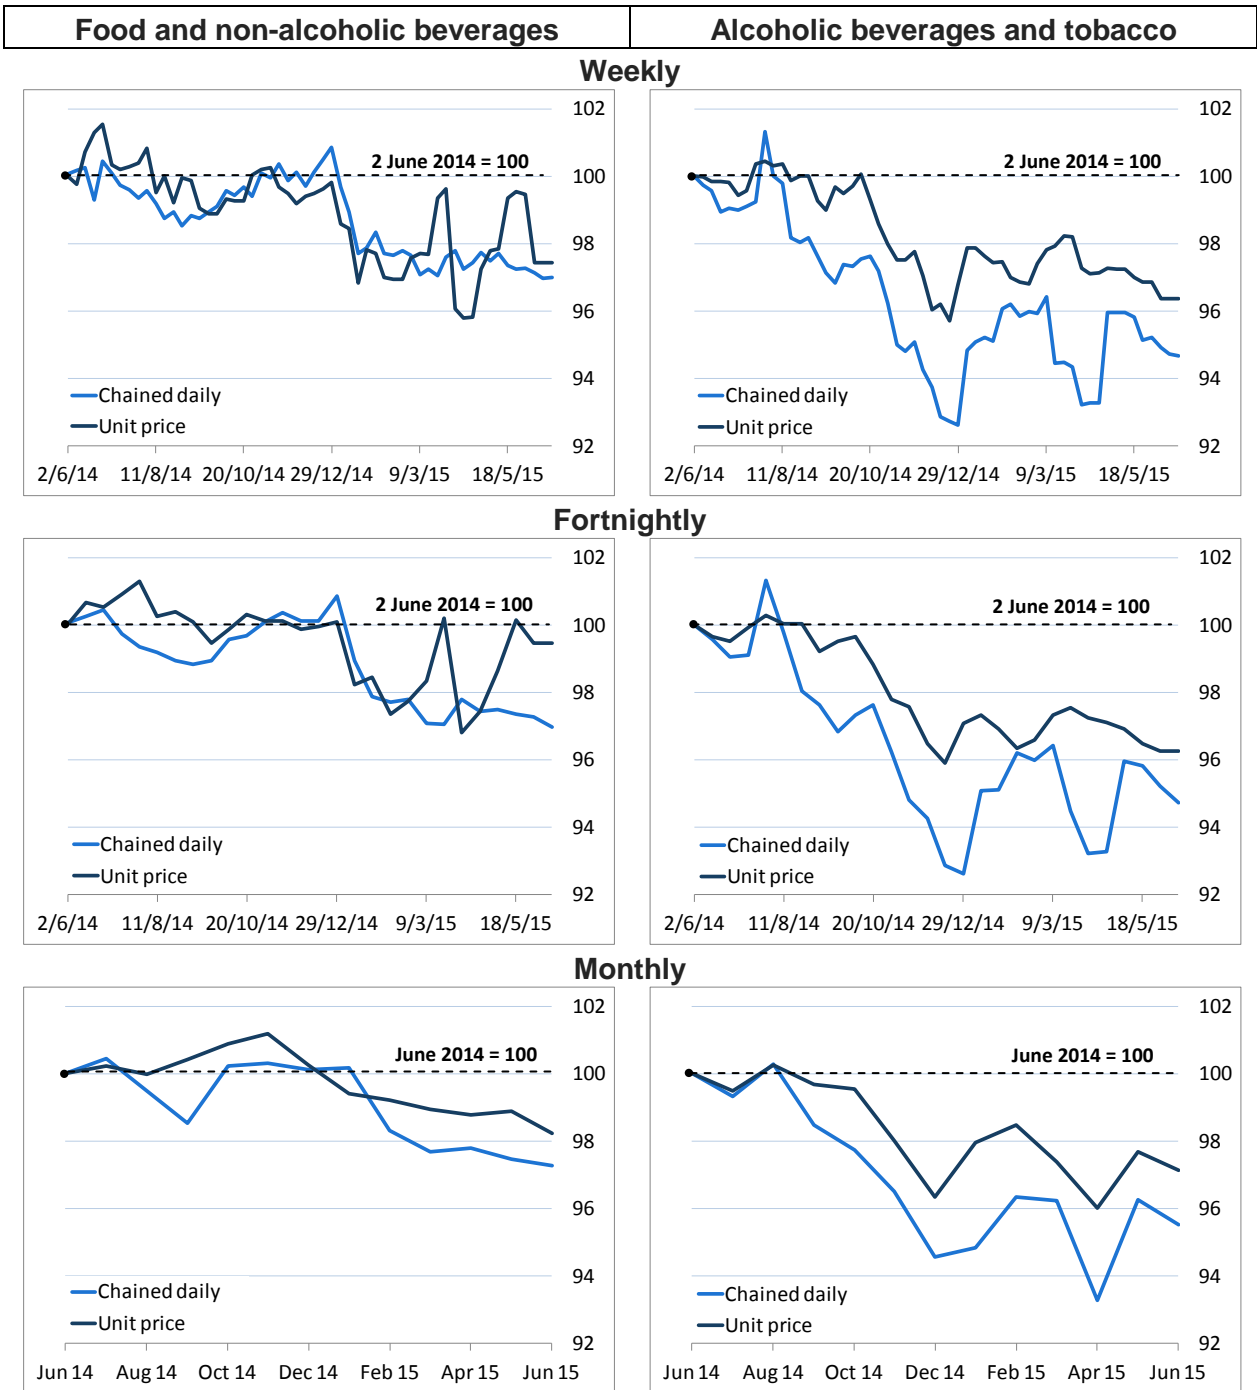 Food and non-alcoholic beverages
Alcoholic beverages and tobacco
Weekly
102
2 June 2014 = 100
100
98
96
94
Chained daily
Unit price
92
2/6/14 11/8/14 20/10/14 29/12/14 9/3/15 18/5/15
102
2 June 2014 = 100
100
98
96
94
Chained daily
Unit price
92
2/6/14 11/8/14 20/10/14 29/12/14 9/3/15 18/5/15
Fortnightly
102
2 June 2014 = 100
100
98
96
94
Chained daily
Unit price
92
2/6/14 11/8/14 20/10/14 29/12/14 9/3/15 18/5/15
102
2 June 2014 = 100
100
98
96
94
Chained daily
Unit price
92
2/6/14 11/8/14 20/10/14 29/12/14 9/3/15 18/5/15
Monthly
102
June 2014 = 100
100
98
96
94
Chained daily
Unit price
92
Jun 14 Aug 14 Oct 14 Dec 14 Feb 15 Apr 15 Jun 15
102
June 2014 = 100
100
98
96
94
Chained daily
Unit price
92
Jun 14 Aug 14 Oct 14 Dec 14 Feb 15 Apr 15 Jun 15